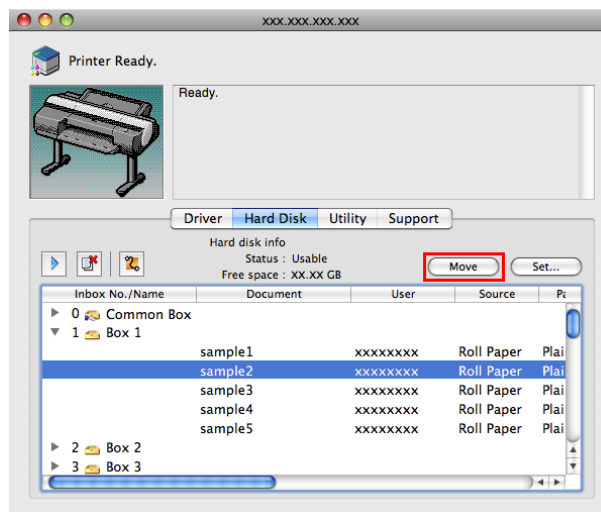 xxx.xxx.xxx.xxx
Printer Ready.
Ready.
Driver Hard Disk Utility Support
Hard disk info
Status : Usable
Free space : XX.XX GB
Move Set...
Inbox No./Name Document User Source Pa
0 Common Box
1 Box 1
sample1 xxxxxxxx Roll Paper Plai
sample2 xxxxxxxx Roll Paper Plai
sample3 xxxxxxxx Roll Paper Plai
sample4 xxxxxxxx Roll Paper Plai
sample5 xxxxxxxx Roll Paper Plai
2 Box 2
3 Box 3